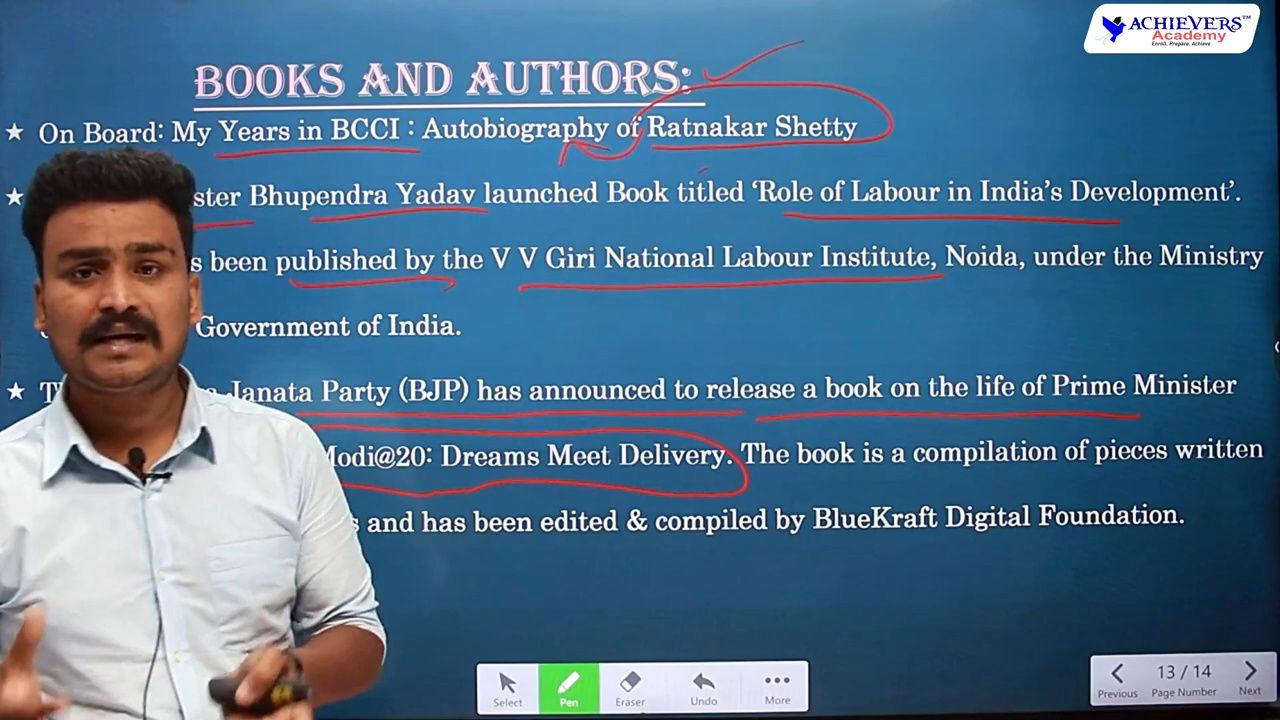 ACHIEVERS™
Academy
Enroll. Prepare. Achieve
BOOKS AND AUTHORS:
★ On Board: My Years in BCCI : Autobiography of Ratnakar Shetty
★ ster Bhupendra Yadav launched Book titled ‘Role of Labour in India’s Development’.
s been published by the V V Giri National Labour Institute, Noida, under the Ministry
Government of India.
★ Janata Party (BJP) has announced to release a book on the life of Prime Minister
Modi@20: Dreams Meet Delivery. The book is a compilation of pieces written
s and has been edited & compiled by BlueKraft Digital Foundation.
Select Pen Eraser Undo More
Previous 13 / 14 Page Number Next